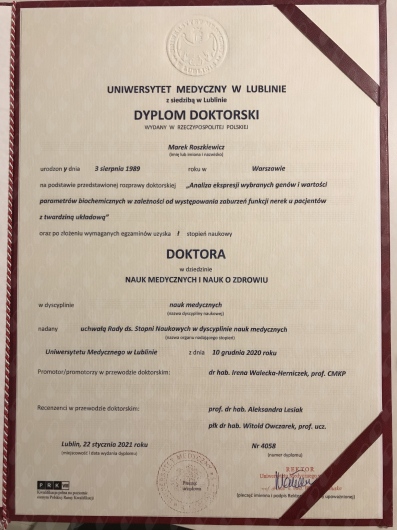 UNIWERSYTET MEDYCZNY W LUBLINIE
z siedzibą w Lublinie
DYPLOM DOKTORSKI
WYDANY W RZECZYPOSPOLITEJ POLSKIEJ
Marek Roszkiewicz
(imię lub imiona i nazwisko)
urodzon y dnia 3 sierpnia 1989 roku w Warszawie
na podstawie przedstawionej rozprawy doktorskiej „Analiza ekspresji wybranych genów i wartości
parametrów biochemicznych w zależności od występowania zaburzeń funkcji nerek u pacjentów
z twardziną układową”
oraz po złożeniu wymaganych egzaminów uzyska ł stopień naukowy
DOKTORA
w dziedzinie
NAUK MEDYCZNYCH I NAUK O ZDROWIU
w dyscyplinie nauk medycznych
(nazwa dyscypliny naukowej)
nadany uchwałą Rady ds. Stopni Naukowych w dyscyplinie nauk medycznych
(nazwa organu nadającego stopień)
Uniwersytetu Medycznego w Lublinie z dnia 10 grudnia 2020 roku
Promotor/promotorzy w przewodzie doktorskim: dr hab. Irena Walecka-Herniczek, prof. CMKP
Recenzenci w przewodzie doktorskim: prof. dr hab. Aleksandra Lesiak
płk dr hab. Witold Owczarek, prof. ucz.
Lublin, 22 stycznia 2021 roku Nr 4058
(miejscowość i data wydania dyplomu) (numer dyplomu)
REKTOR
PRK
Pieczęć
urzędowa